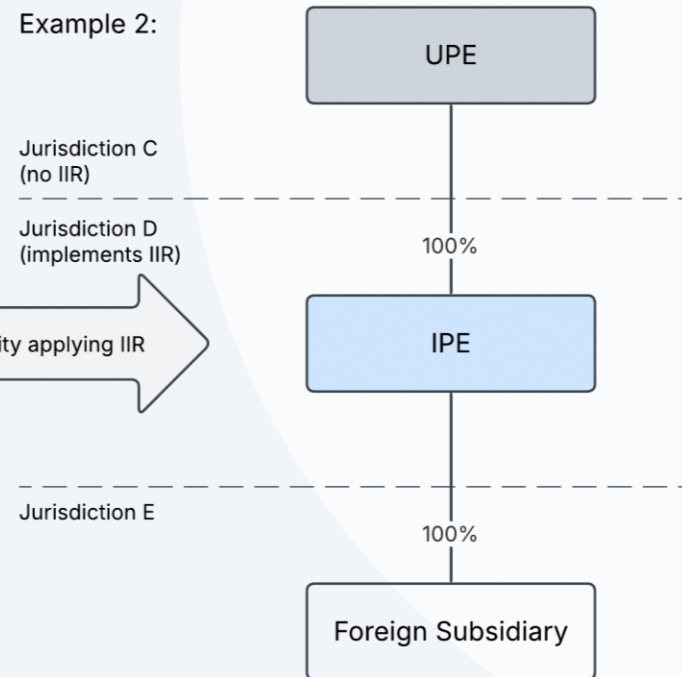 Example 2:
UPE
Jurisdiction C
(no IIR)
Jurisdiction D
(implements IIR)
100%
ity applying IIR
IPE
Jurisdiction E
100%
Foreign Subsidiary